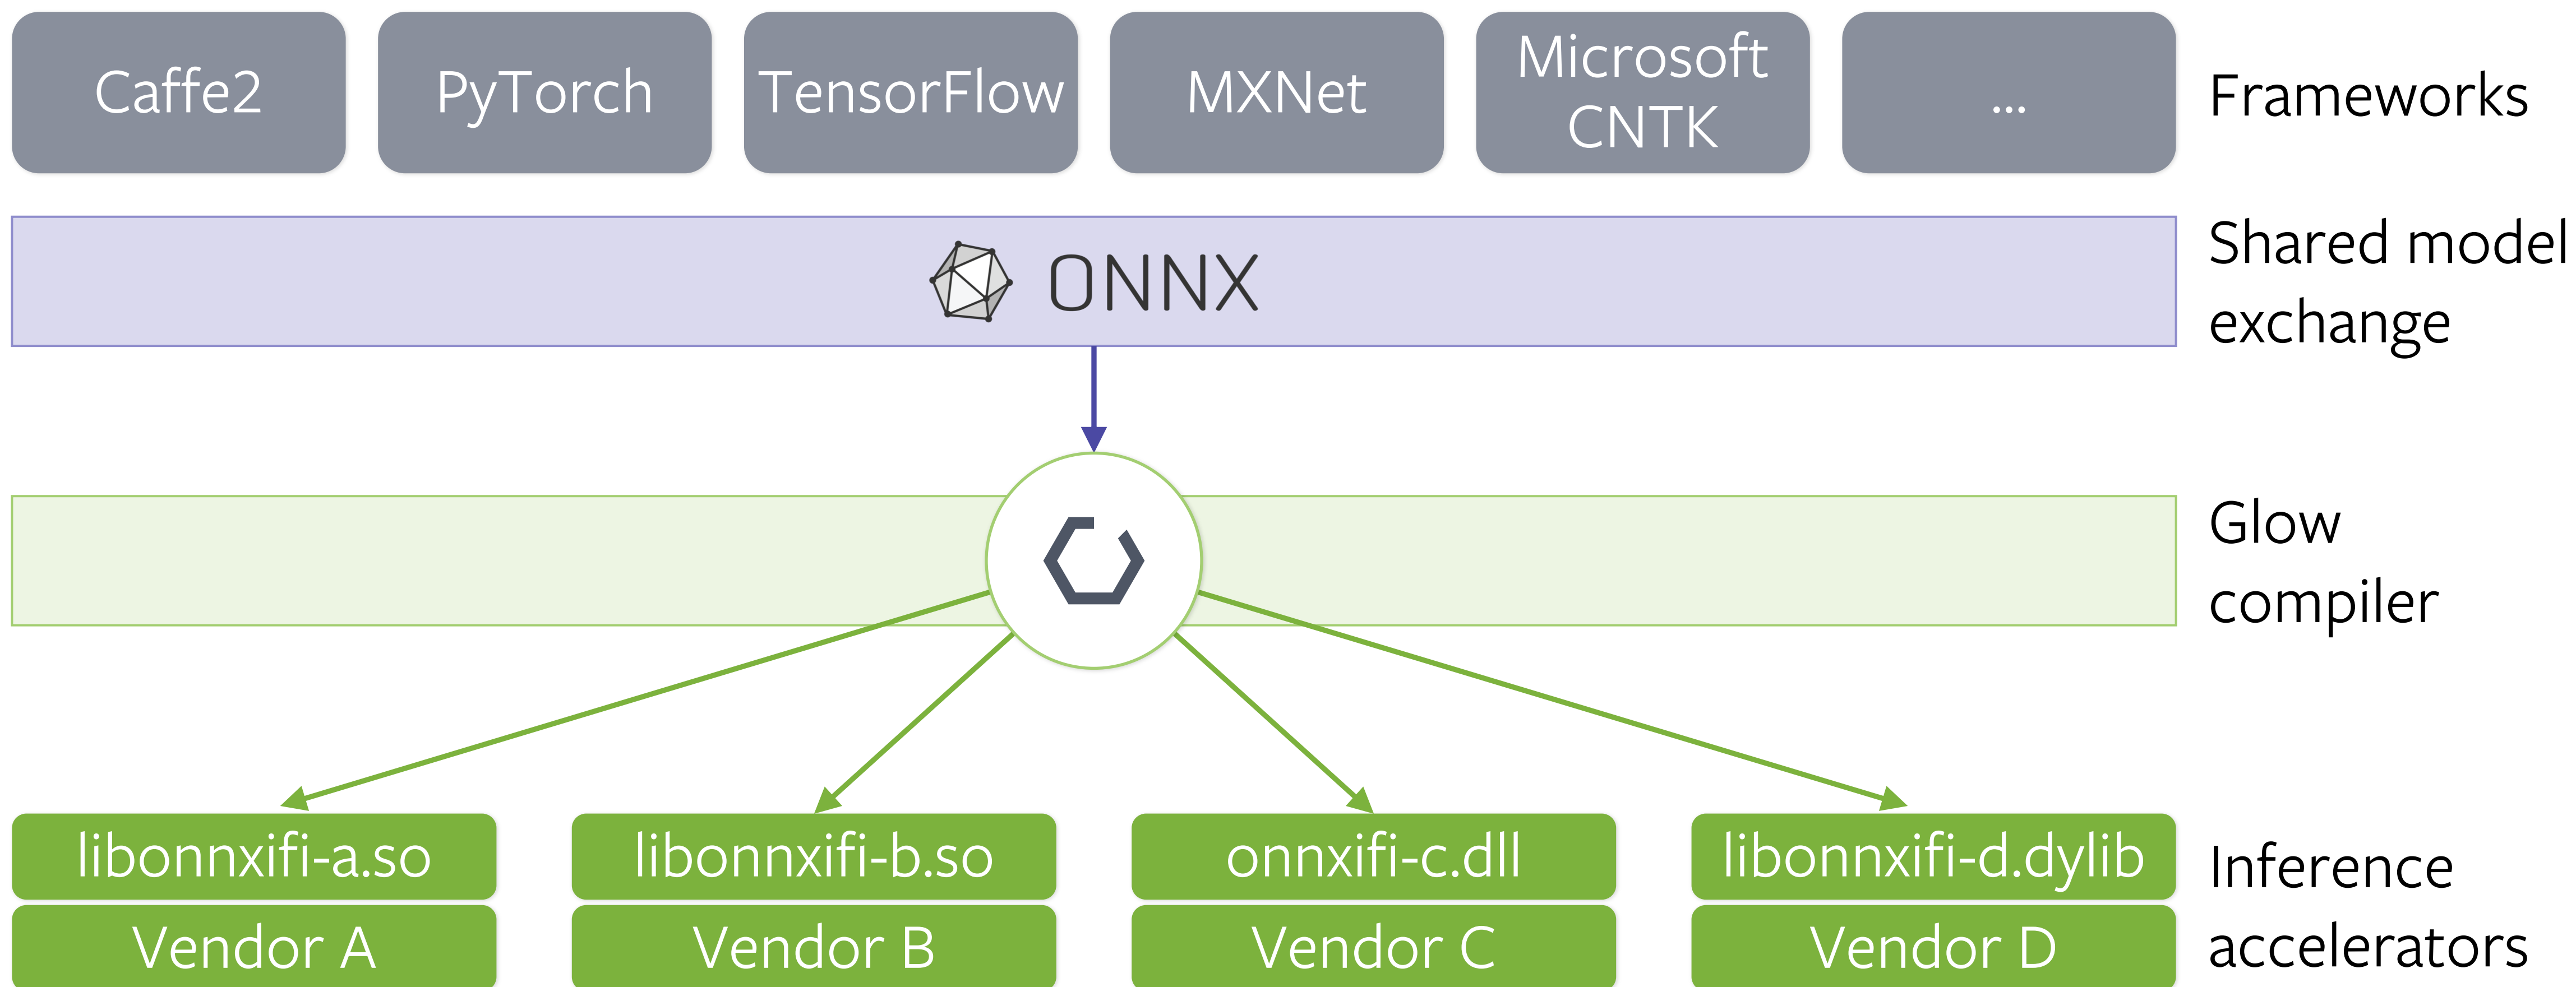 Caffe2
PyTorch
TensorFlow
MXNet
Microsoft
CNTK
...
Frameworks
ONNX
Shared model
exchange
Glow
compiler
libonnxifi-a.so
libonnxifi-b.so
onnxifi-c.dll
libonnxifi-d.dylib
Vendor A
Vendor B
Vendor C
Vendor D
Inference
accelerators